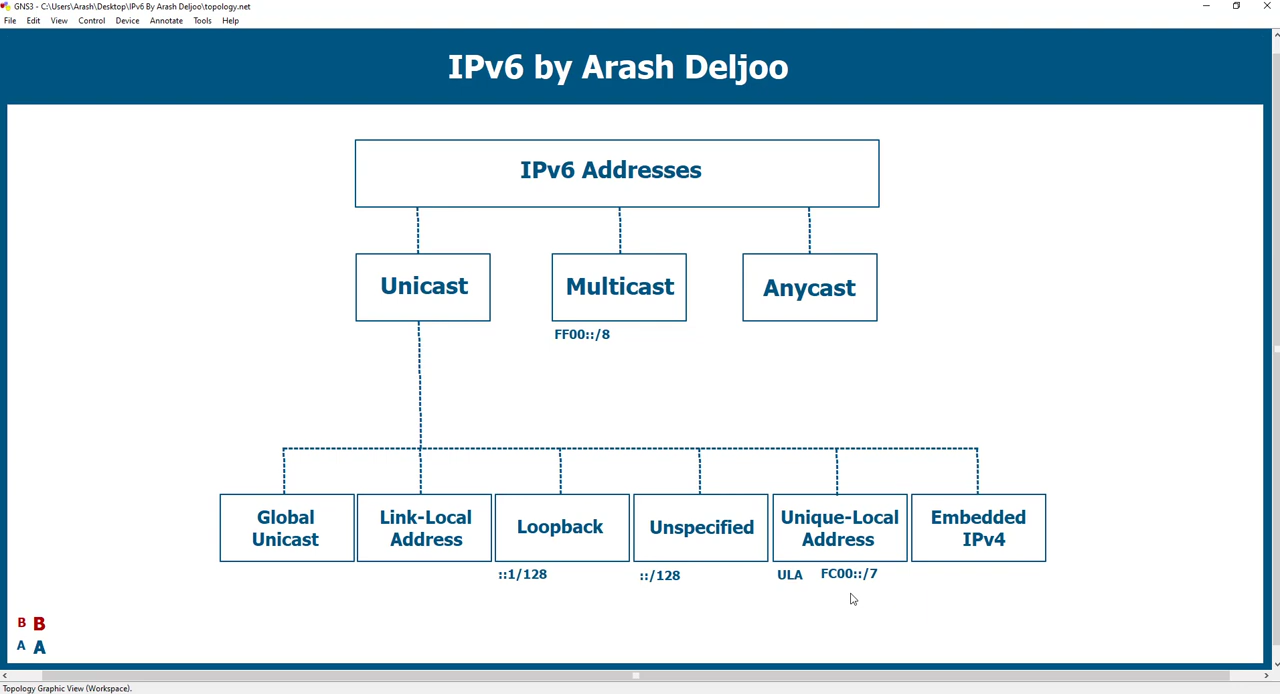 GNS3 - C:\Users\Arash\Desktop\IPv6 By Arash Deljoo\topology.net
File Edit View Control Device Annotate Tools Help
IPv6 by Arash Deljoo
IPv6 Addresses
Unicast
Multicast
Anycast
FF00::/8
Global
Unicast
Link-Local
Address
Loopback
Unspecified
Unique-Local
Address
Embedded
IPv4
::1/128
::/128
ULA
FC00::/7
B B
A A
Topology Graphic View (Workspace).